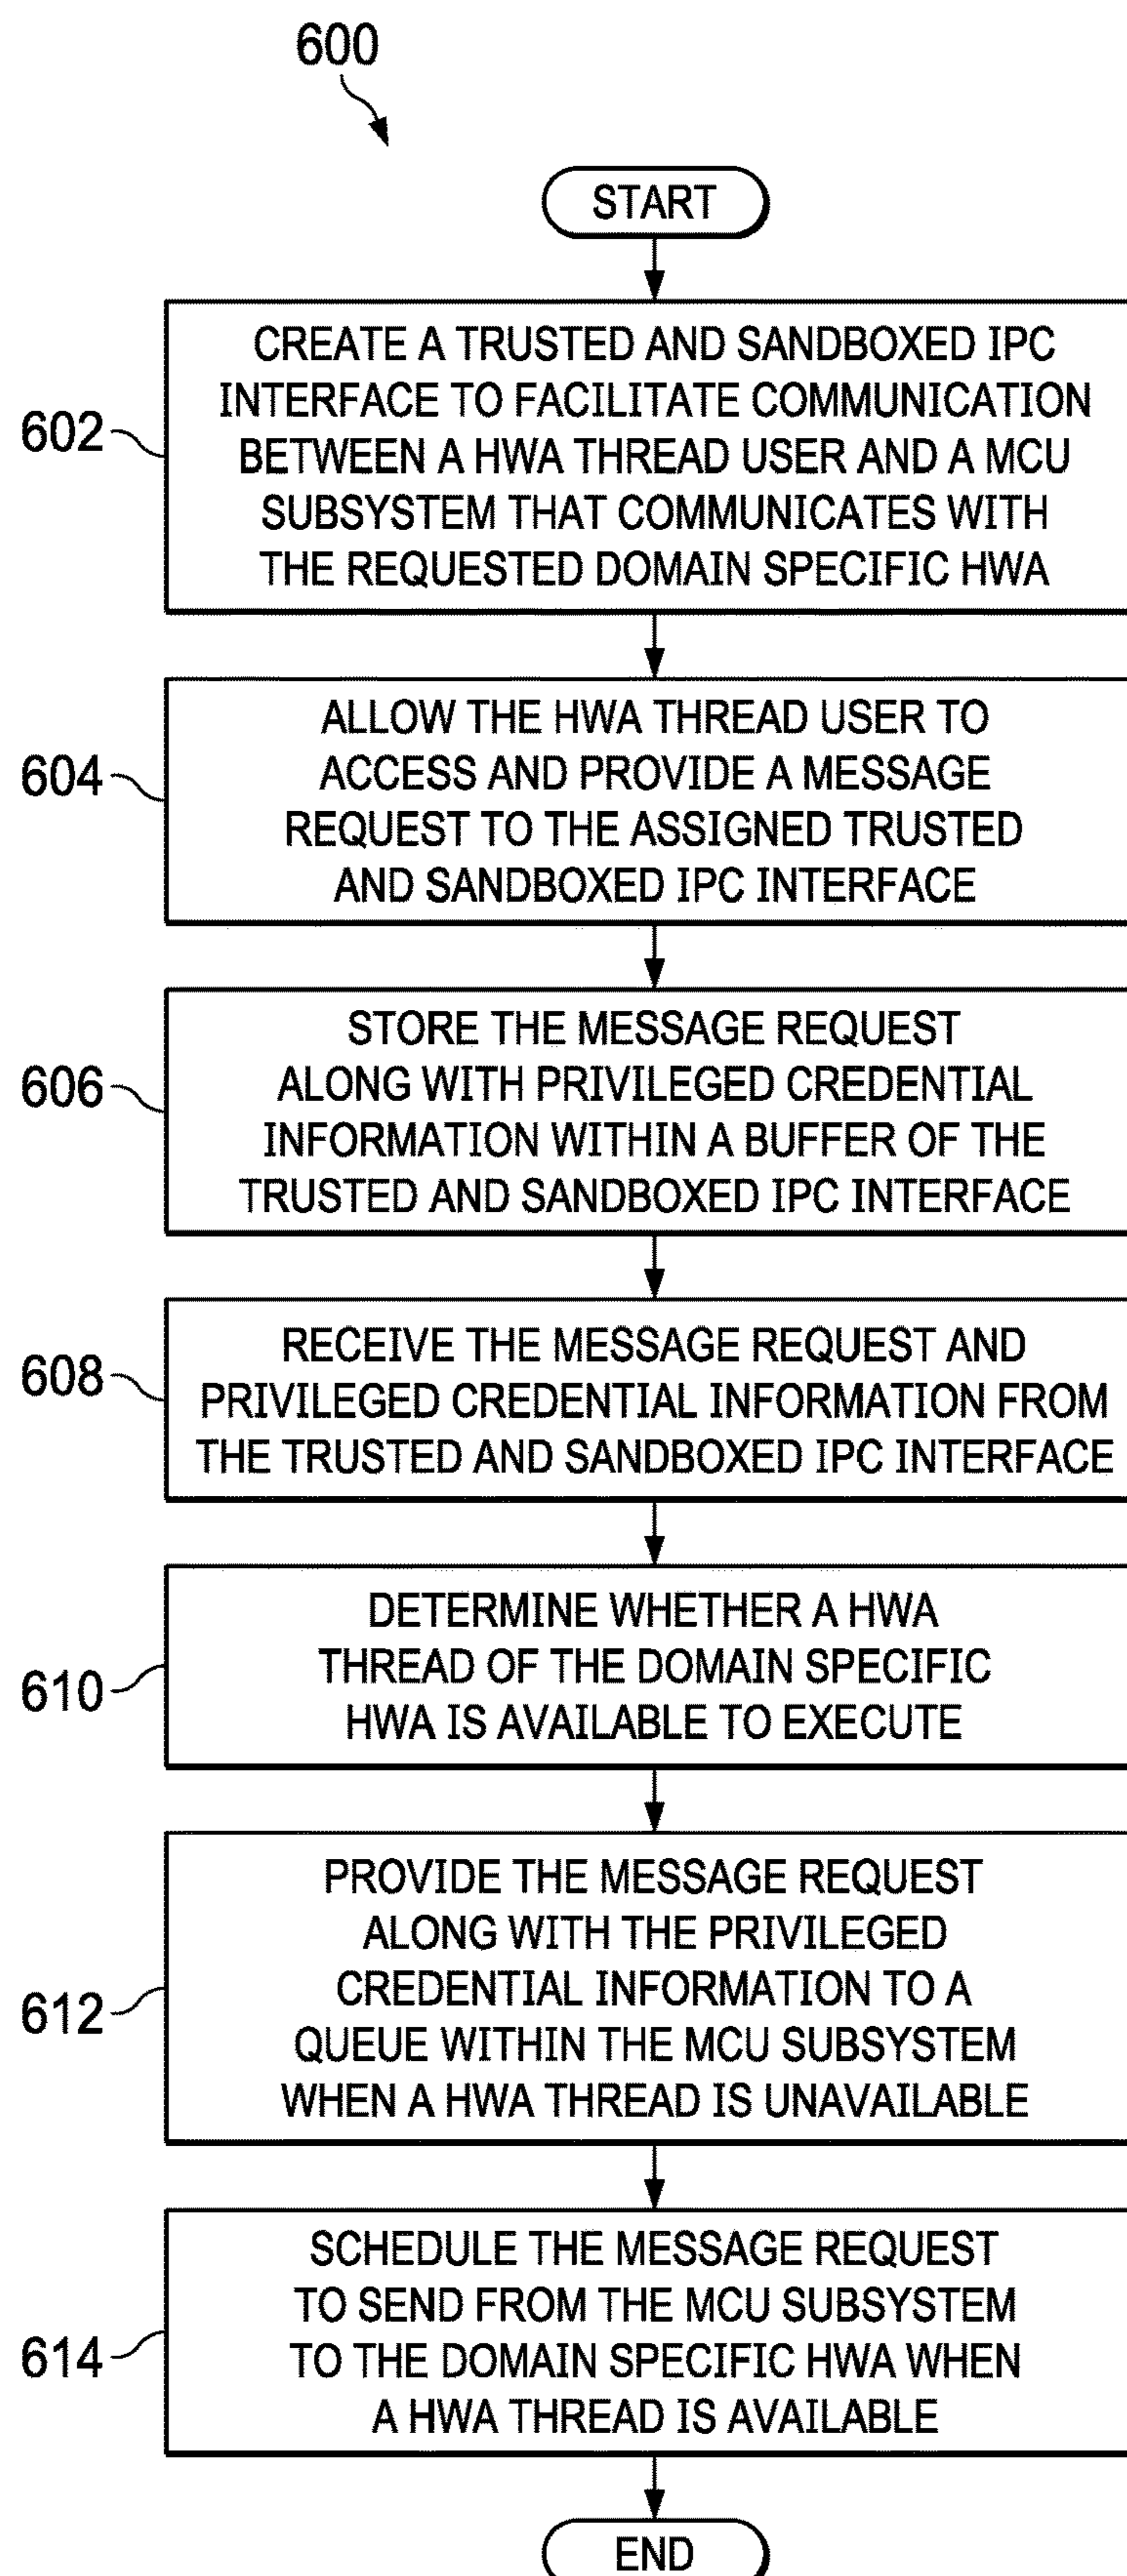 600
START
602
CREATE A TRUSTED AND SANDBOXED IPC
INTERFACE TO FACILITATE COMMUNICATION
BETWEEN A HWA THREAD USER AND A MCU
SUBSYSTEM THAT COMMUNICATES WITH
THE REQUESTED DOMAIN SPECIFIC HWA
604
ALLOW THE HWA THREAD USER TO
ACCESS AND PROVIDE A MESSAGE
REQUEST TO THE ASSIGNED TRUSTED
AND SANDBOXED IPC INTERFACE
606
STORE THE MESSAGE REQUEST
ALONG WITH PRIVILEGED CREDENTIAL
INFORMATION WITHIN A BUFFER OF THE
TRUSTED AND SANDBOXED IPC INTERFACE
608
RECEIVE THE MESSAGE REQUEST AND
PRIVILEGED CREDENTIAL INFORMATION FROM
THE TRUSTED AND SANDBOXED IPC INTERFACE
610
DETERMINE WHETHER A HWA
THREAD OF THE DOMAIN SPECIFIC
HWA IS AVAILABLE TO EXECUTE
612
PROVIDE THE MESSAGE REQUEST
ALONG WITH THE PRIVILEGED
CREDENTIAL INFORMATION TO A
QUEUE WITHIN THE MCU SUBSYSTEM
WHEN A HWA THREAD IS UNAVAILABLE
614
SCHEDULE THE MESSAGE REQUEST
TO SEND FROM THE MCU SUBSYSTEM
TO THE DOMAIN SPECIFIC HWA WHEN
A HWA THREAD IS AVAILABLE
END